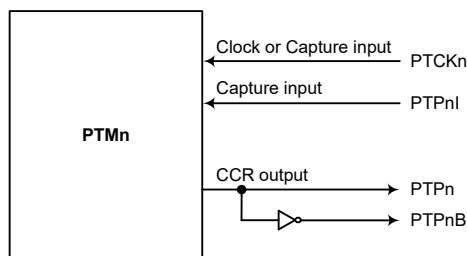 Clock or Capture input
PTCKn
Capture input
PTPnI
PTMn
CCR output
PTPn
PTPnB